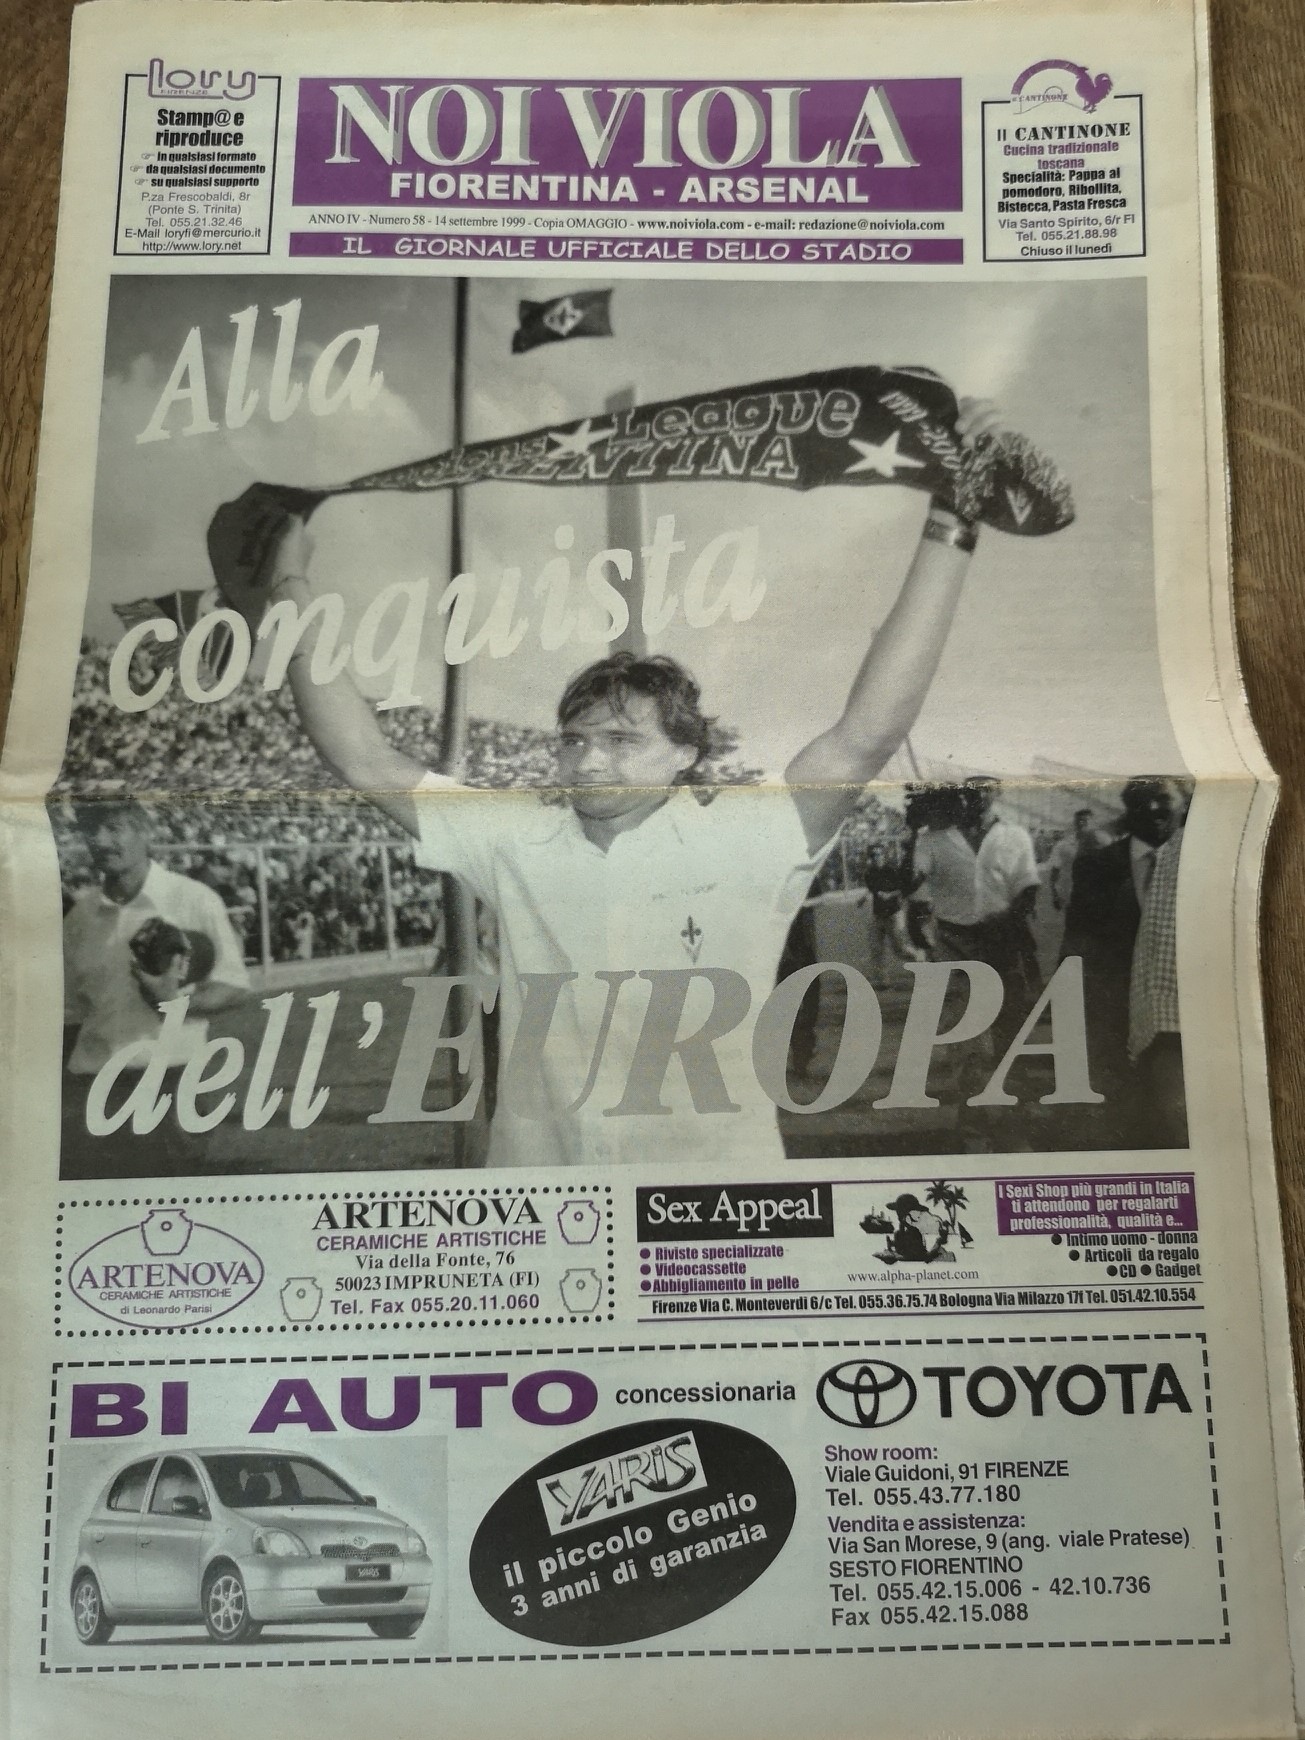 lory
FIRENZE
Stamp@ e
riproduce
in qualsiasi formato
da qualsiasi documento
su qualsiasi supporto
P.za Frescobaldi, 8r
(Ponte S. Trinita)
Tel. 055.21.32.46
E-Mail loryfi@mercurio.it
http://www.lory.net
NOI VIOLA
FIORENTINA - ARSENAL
ANNO IV - Numero 58 - 14 settembre 1999 - Copia OMAGGIO - www.noiviola.com - e-mail: redazione@noiviola.com
IL GIORNALE UFFICIALE DELLO STADIO
IL CANTINONE
Il CANTINONE
Cucina tradizionale
toscana
Specialità: Pappa al
pomodoro, Ribollita,
Bistecca, Pasta Fresca
Via Santo Spirito, 6/r FI
Tel. 055.21.88.98
Chiuso il lunedì
Alla
League
conquista
dell'EUROPA
ARTENOVA
CERAMICHE ARTISTICHE
di Leonardo Parisi
ARTENOVA
CERAMICHE ARTISTICHE
Via della Fonte, 76
50023 IMPRUNETA (FI)
Tel. Fax 055.20.11.060
Sex Appeal
● Riviste specializzate
● Videocassette
● Abbigliamento in pelle
www.alpha-planet.com
I Sexi Shop più grandi in Italia
ti attendono per regalarti
professionalità, qualità e...
● Intimo uomo - donna
● Articoli da regalo
● CD ● Gadget
Firenze Via C. Monteverdi 6/c Tel. 055.36.75.74 Bologna Via Milazzo 17f Tel. 051.42.10.554
BI AUTO concessionaria TOYOTA
YARIS
YARIS
il piccolo Genio
3 anni di garanzia
Show room:
Viale Guidoni, 91 FIRENZE
Tel. 055.43.77.180
Vendita e assistenza:
Via San Morese, 9 (ang. viale Pratese)
SESTO FIORENTINO
Tel. 055.42.15.006 - 42.10.736
Fax 055.42.15.088